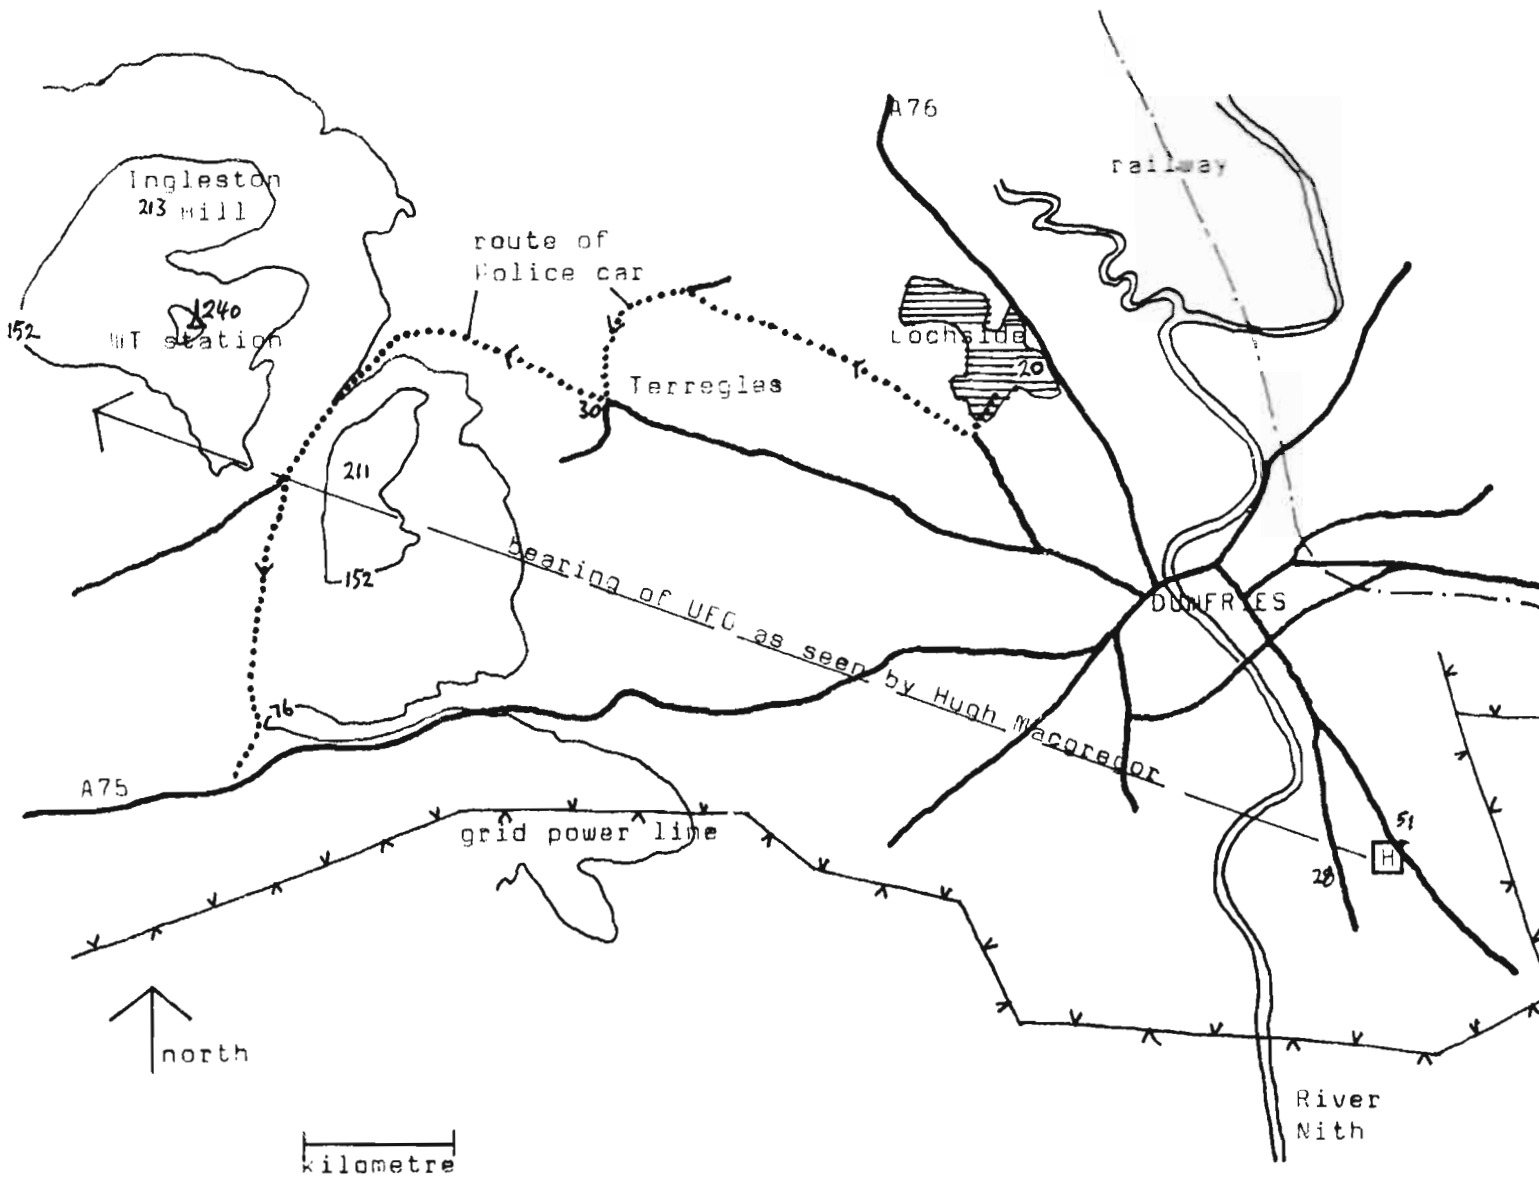 A76
railway
Ingleston
213 Hill
route of
Police car
240
152
WT station
Lochside
20
Terregles
30
211
152
bearing of UFO as seen by Hugh Macgregor
DUMFRIES
76
A75
grid power line
51
H
28
north
River
Nith
kilometre